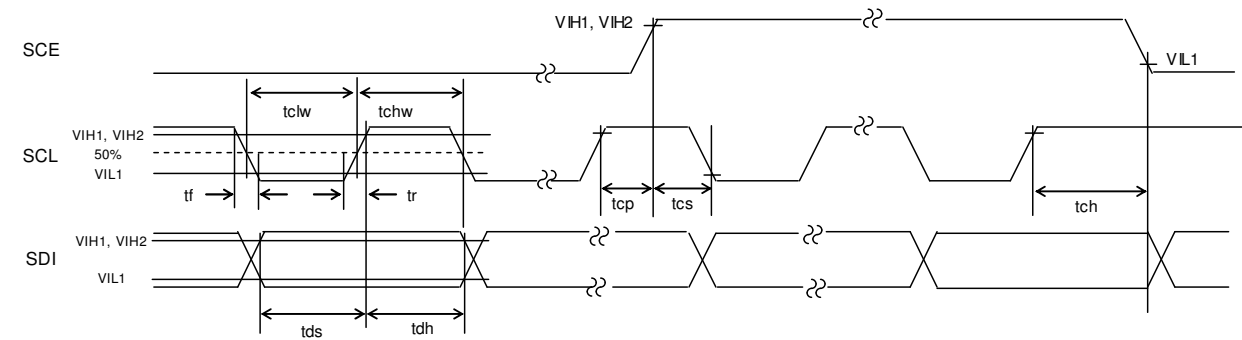 VIH1, VIH2
SCE
VIL1
tclw
tchw
VIH1, VIH2
SCL
50%
VIL1
tf
tr
tcp
tcs
tch
VIH1, VIH2
SDI
VIL1
tds
tdh